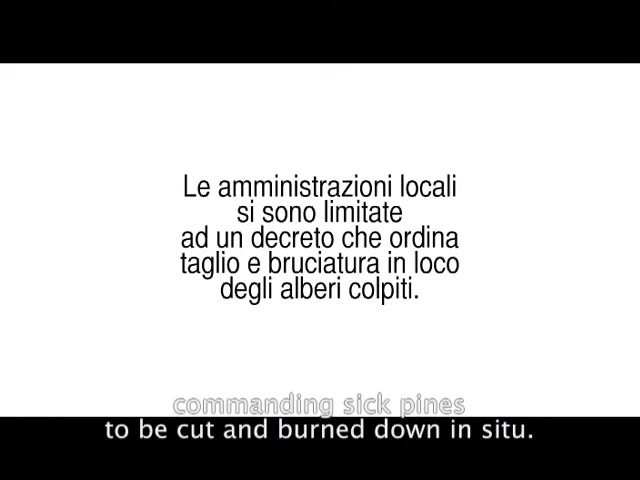 Le amministrazioni locali
si sono limitate
ad un decreto che ordina
taglio e bruciatura in loco
degli alberi colpiti.
commanding sick pines
to be cut and burned down in situ.